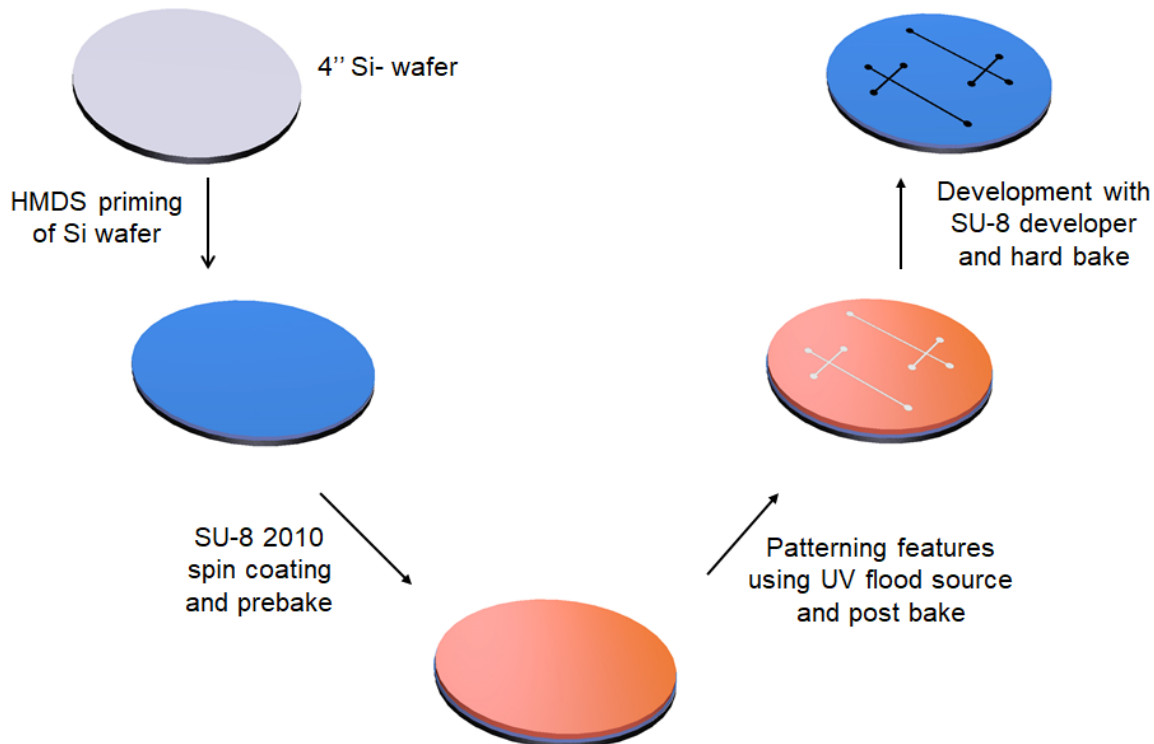 4’’ Si- wafer
HMDS priming
of Si wafer
SU-8 2010
spin coating
and prebake
Patterning features
using UV flood source
and post bake
Development with
SU-8 developer
and hard bake